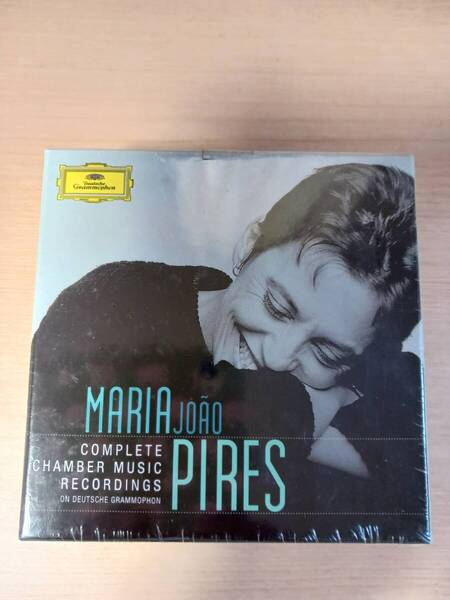 Deutsche
Grammophon
MARIA JOÃO
COMPLETE
CHAMBER MUSIC
RECORDINGS
ON DEUTSCHE GRAMMOPHON
PIRES